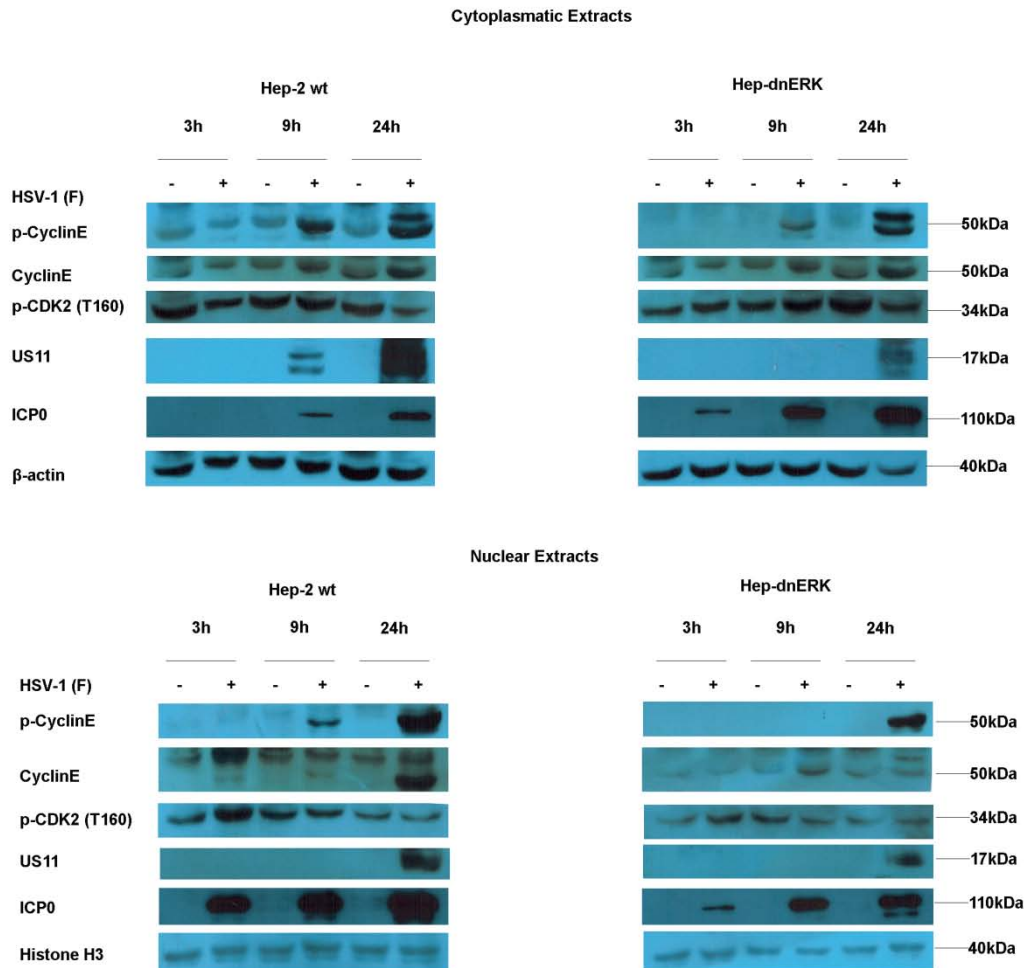 Cytoplasmatic Extracts
Hep-2 wt Hep-dnERK
3h 9h 24h 3h 9h 24h
HSV-1 (F) - + - + - + - + - + - +
p-CyclinE 50kDa
CyclinE 50kDa
p-CDK2 (T160) 34kDa
US11 17kDa
ICP0 110kDa
β-actin 40kDa
Nuclear Extracts
Hep-2 wt Hep-dnERK
3h 9h 24h 3h 9h 24h
HSV-1 (F) - + - + - + - + - + - +
p-CyclinE 50kDa
CyclinE 50kDa
p-CDK2 (T160) 34kDa
US11 17kDa
ICP0 110kDa
Histone H3 40kDa